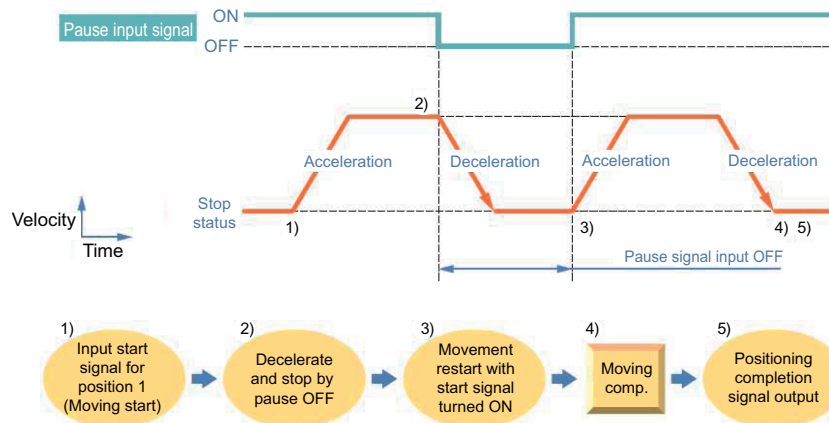 ON
Pause input signal
OFF
2)
Acceleration
Deceleration
Acceleration
Deceleration
Stop
status
1)
3)
4)
5)
Velocity
Time
Pause signal input OFF
1)
Input start
signal for
position 1
(Moving start)
2)
Decelerate
and stop by
pause OFF
3)
Movement
restart with
start signal
turned ON
4)
Moving
comp.
5)
Positioning
completion
signal output